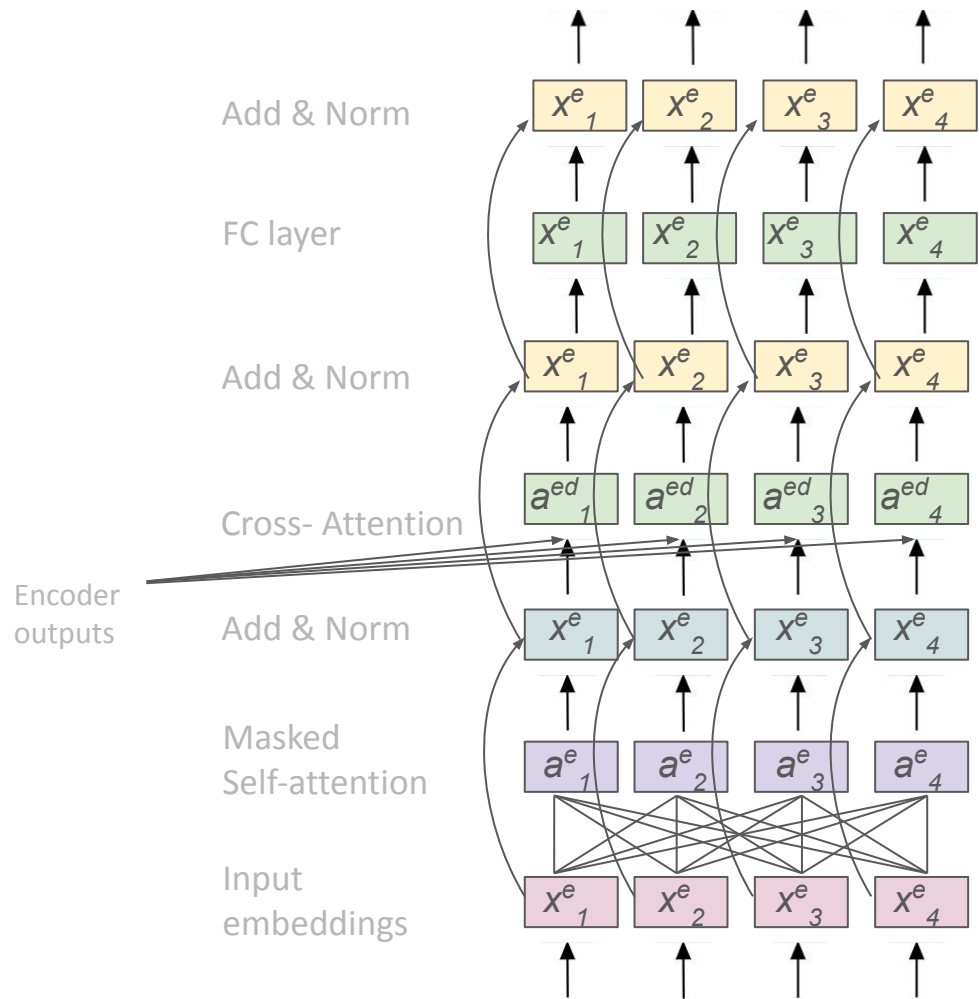 Add & Norm
x^e_1 x^e_2 x^e_3 x^e_4
FC layer
x^e_1 x^e_2 x^e_3 x^e_4
Add & Norm
x^e_1 x^e_2 x^e_3 x^e_4
Cross- Attention
a^ed_1 a^ed_2 a^ed_3 a^ed_4
Encoder
outputs
Add & Norm
x^e_1 x^e_2 x^e_3 x^e_4
Masked
Self-attention
a^e_1 a^e_2 a^e_3 a^e_4
Input
embeddings
x^e_1 x^e_2 x^e_3 x^e_4